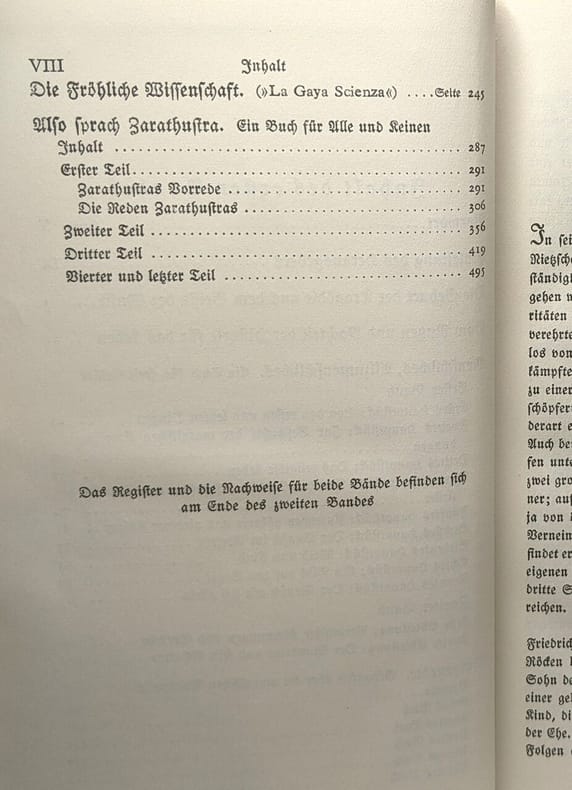 VIII Inhalt
Die Fröhliche Wissenschaft. (»La Gaya Scienza«) ....Seite 245
Also sprach Zarathustra. Ein Buch für Alle und Keinen
Inhalt ........................................ 287
Erster Teil...................................... 291
Zarathustras Vorrede ........................... 291
Die Reden Zarathustras ......................... 306
Zweiter Teil .................................... 356
Dritter Teil ..................................... 419
Vierter und letzter Teil ............................ 495
Das Register und die Nachweise für beide Bände befinden sich
am Ende des zweiten Bandes
In sei
Nietzsch
ständigk
gehen u
ritäten
verehrte
los von
kämpfte
zu einer
schöpfer
derart e
Auch be
fen unte
zwei gro
ner; auf
ja von i
Vernein
findet er
eigenen
dritte S
reichen.
Friedrich
Röcken
Sohn de
einer ge
Kind, di
der Ehe.
Folgen